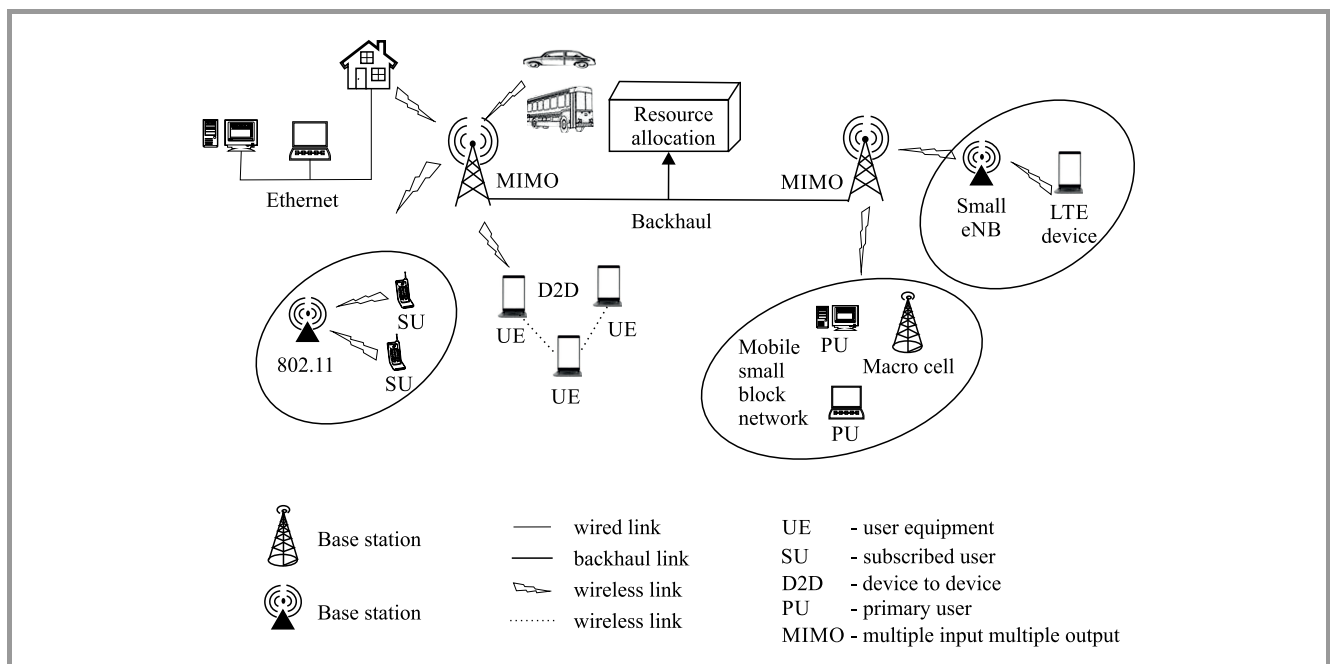 Resource
allocation
MIMO
MIMO
Ethernet
Backhaul
Small
eNB
LTE
device
D2D
UE
UE
UE
SU
SU
802.11
Mobile
small
block
network
PU
PU
Macro cell
Base station
Base station
wired link
backhaul link
wireless link
wireless link
UE - user equipment
SU - subscribed user
D2D - device to device
PU - primary user
MIMO - multiple input multiple output